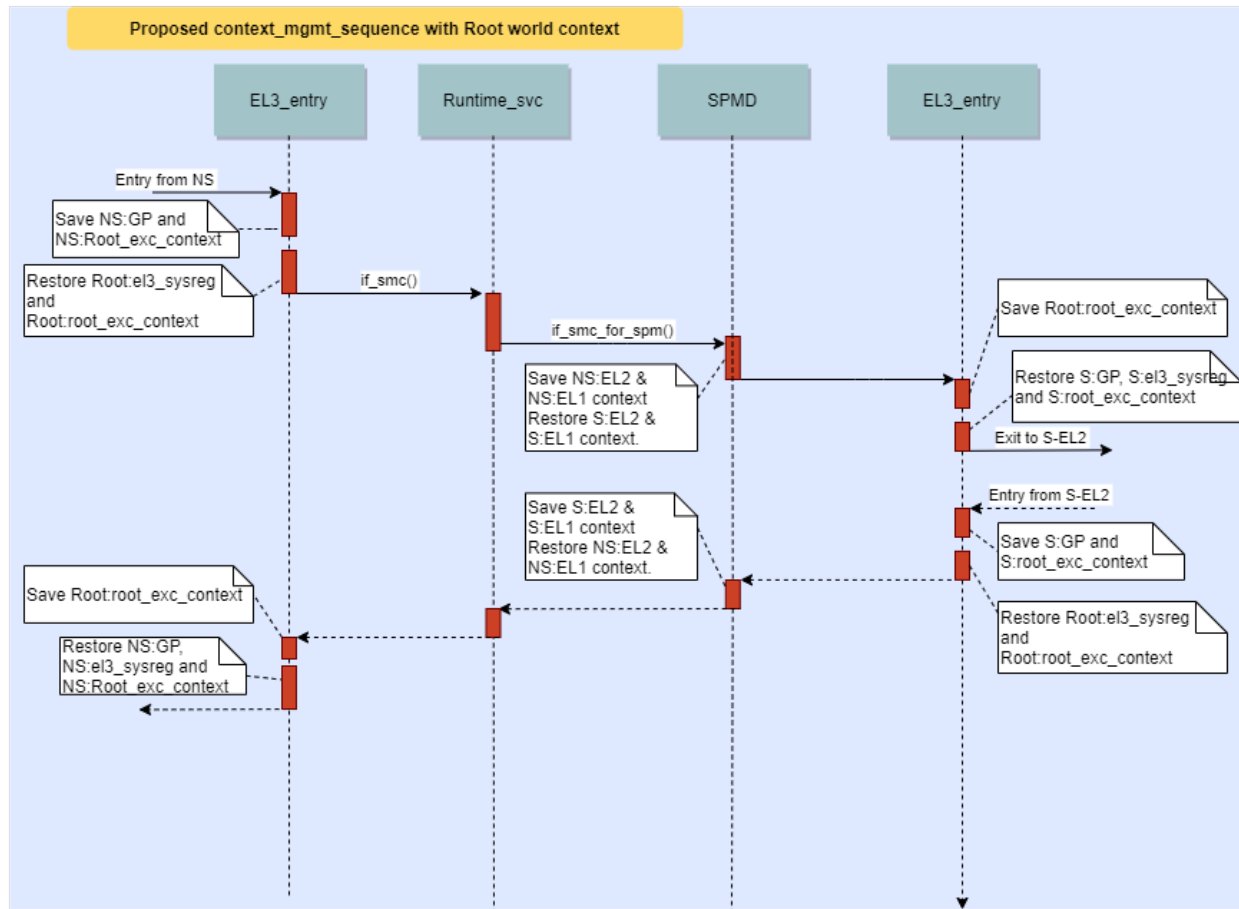 Proposed context_mgmt_sequence with Root world context
EL3_entry
Runtime_svc
SPMD
EL3_entry
Entry from NS
Save NS:GP and
NS:Root_exc_context
Restore Root:el3_sysreg
and
Root:root_exc_context
if_smc()
if_smc_for_spm()
Save NS:EL2 &
NS:EL1 context
Restore S:EL2 &
S:EL1 context.
Save Root:root_exc_context
Restore S:GP, S:el3_sysreg
and S:root_exc_context
Exit to S-EL2
Entry from S-EL2
Save S:GP and
S:root_exc_context
Restore Root:el3_sysreg
and
Root:root_exc_context
Save S:EL2 &
S:EL1 context
Restore NS:EL2 &
NS:EL1 context.
Save Root:root_exc_context
Restore NS:GP,
NS:el3_sysreg and
NS:Root_exc_context